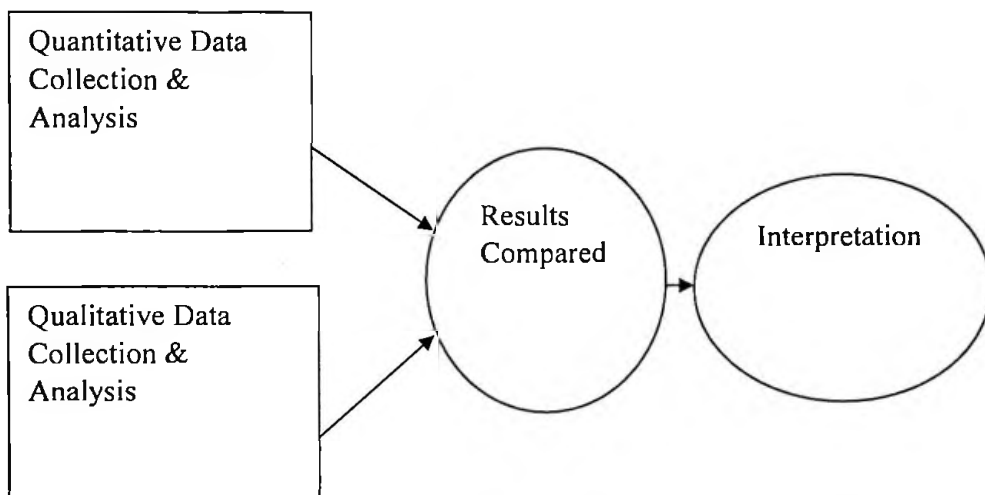 Quantitative Data
Collection &
Analysis
Results
Compared
Interpretation
Qualitative Data
Collection &
Analysis